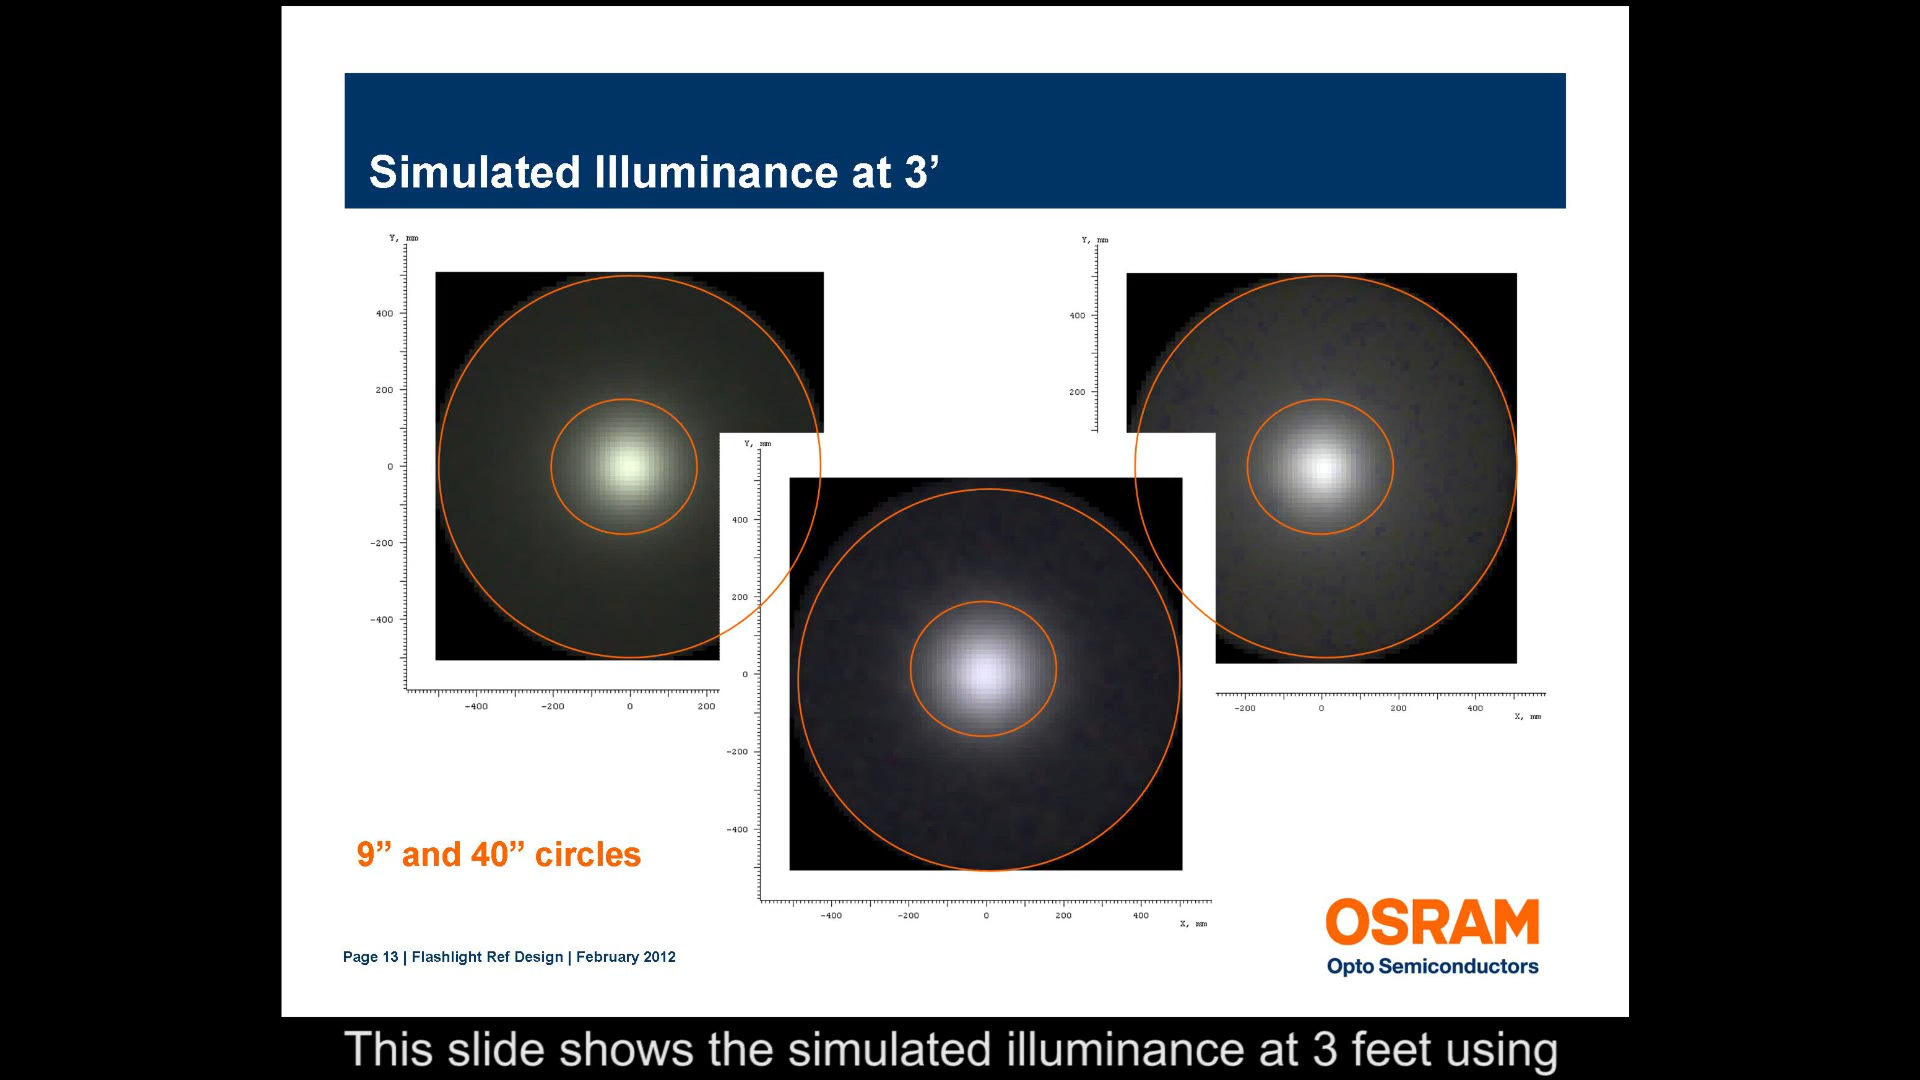 Simulated Illuminance at 3’
Y, mm
400
200
0
-200
-400
-400
-200
0
200
Y, mm
400
200
0
-200
-400
-400
-200
0
200
400
X, mm
Y, mm
400
200
-200
0
200
400
X, mm
9” and 40” circles
Page 13 | Flashlight Ref Design | February 2012
OSRAM
Opto Semiconductors
This slide shows the simulated illuminance at 3 feet using